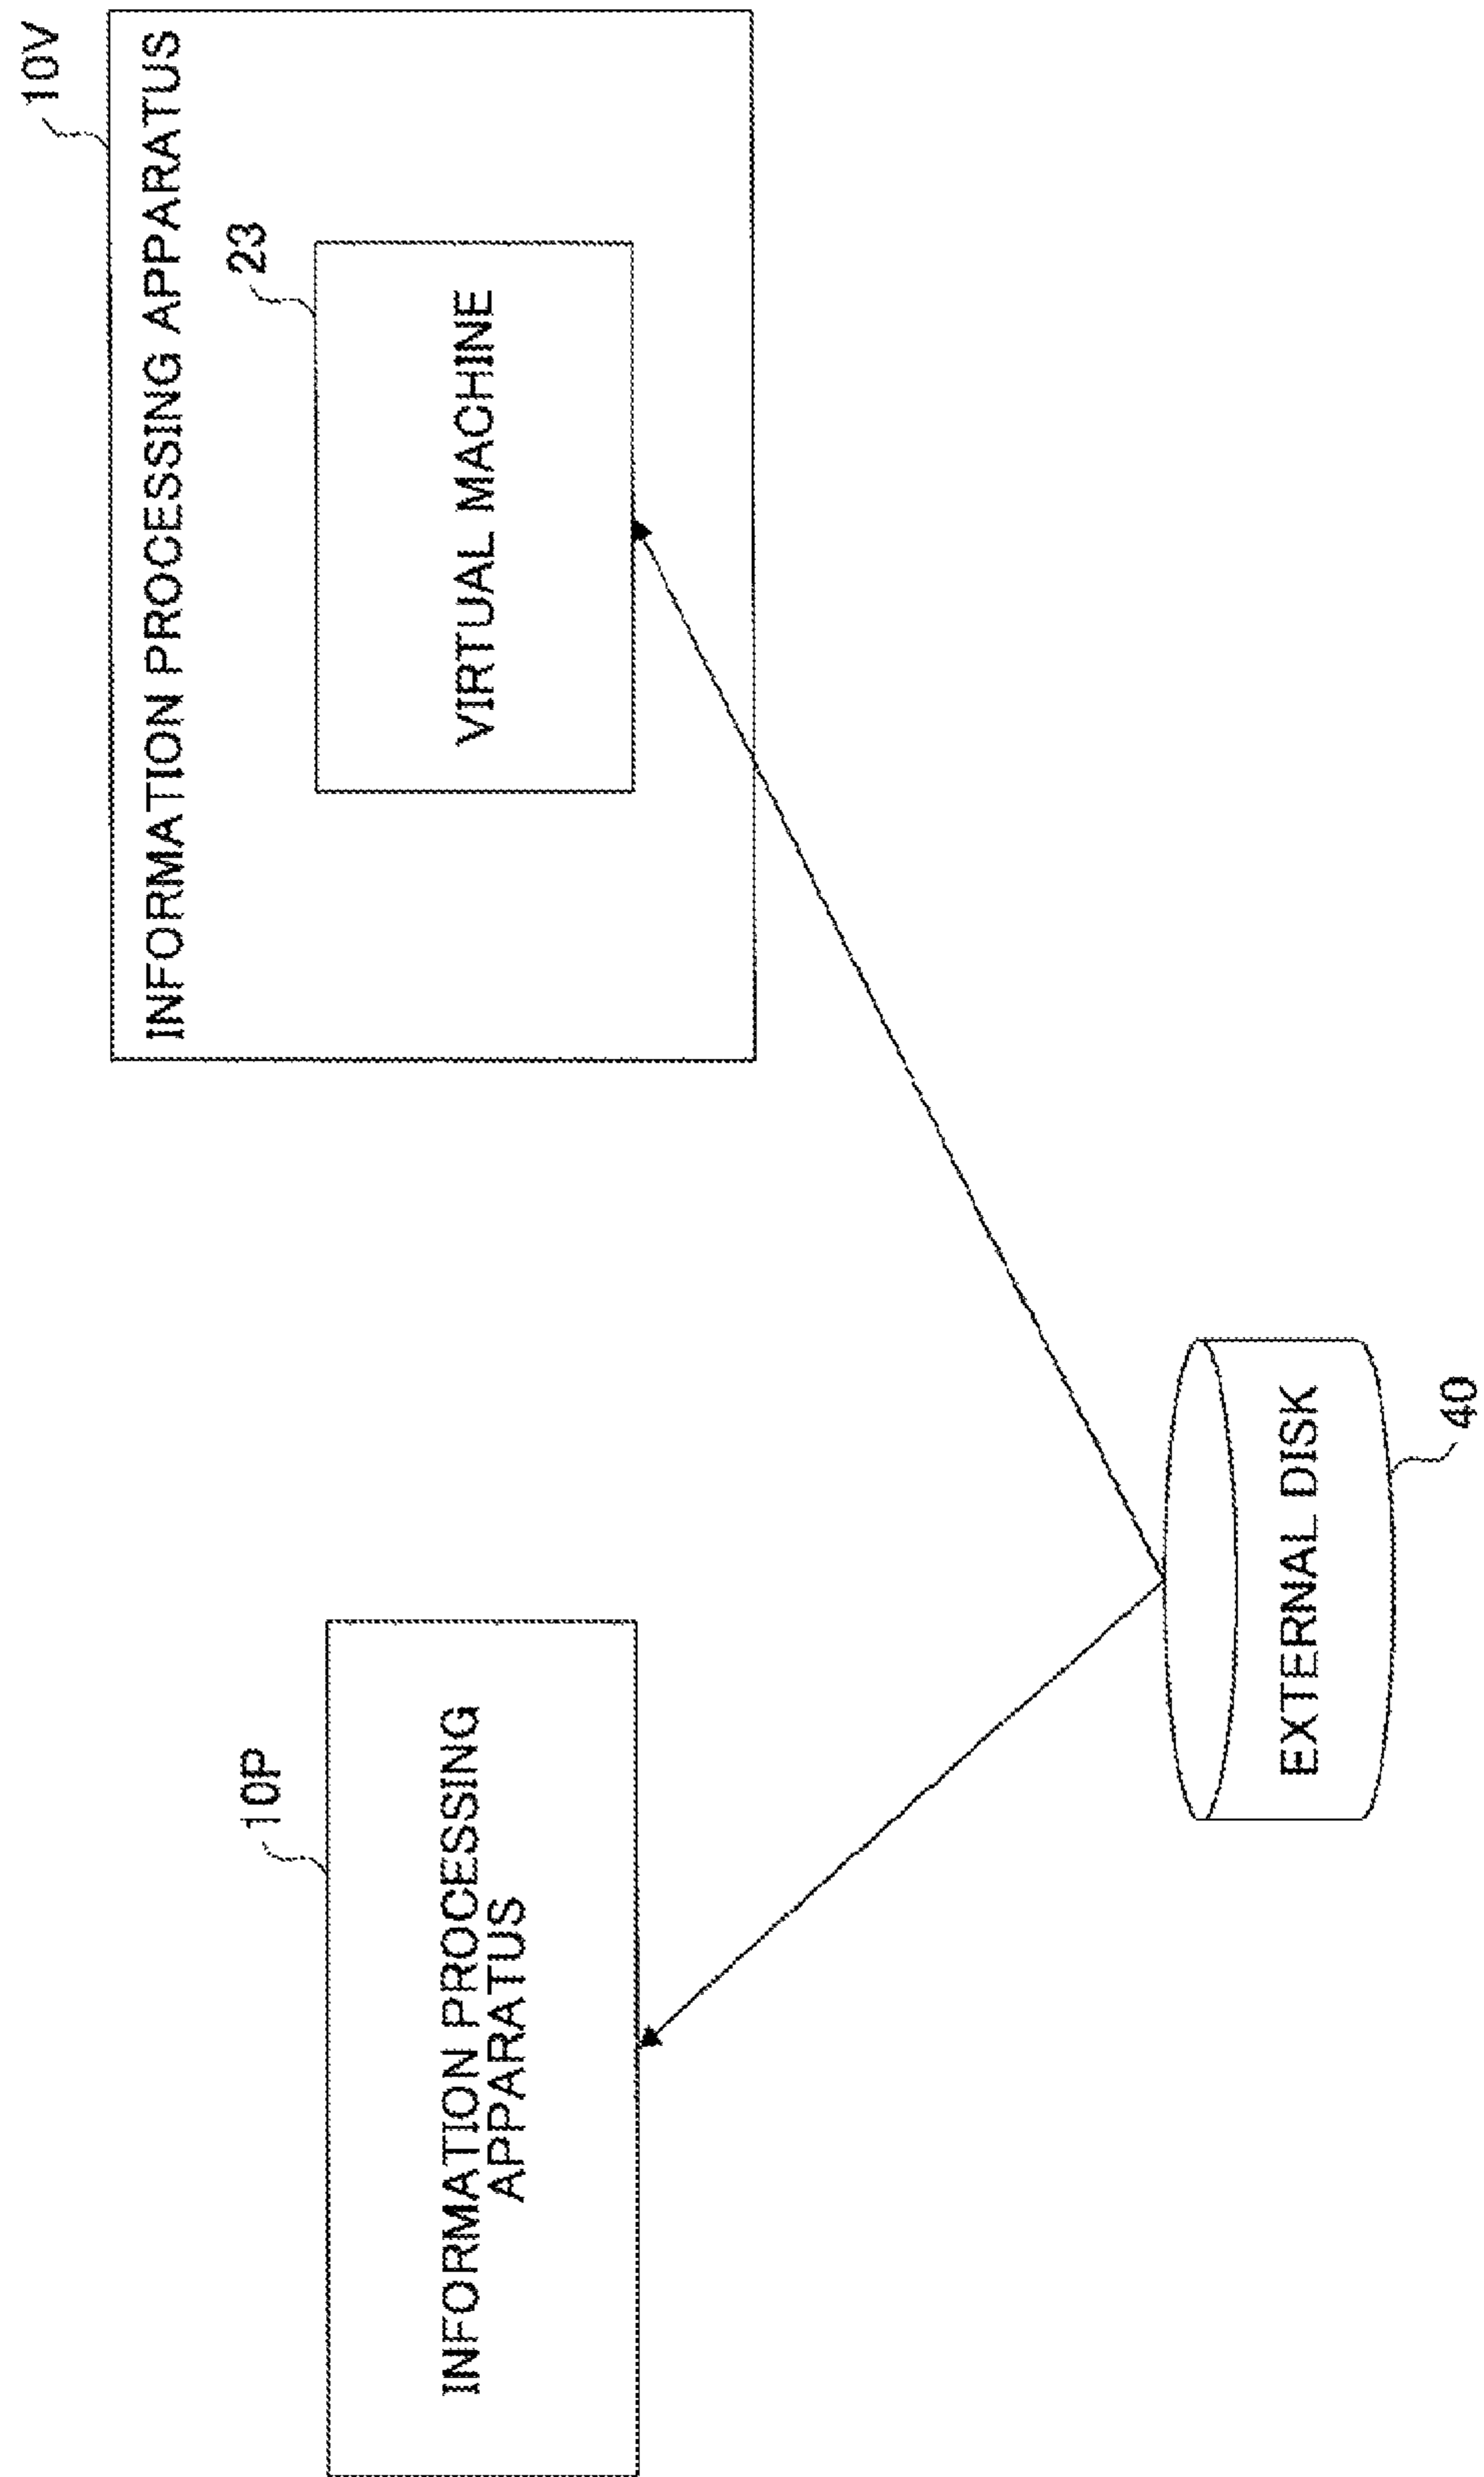 10V
INFORMATION PROCESSING APPARATUS
23
VIRTUAL MACHINE
10P
INFORMATION PROCESSING
APPARATUS
EXTERNAL DISK
40